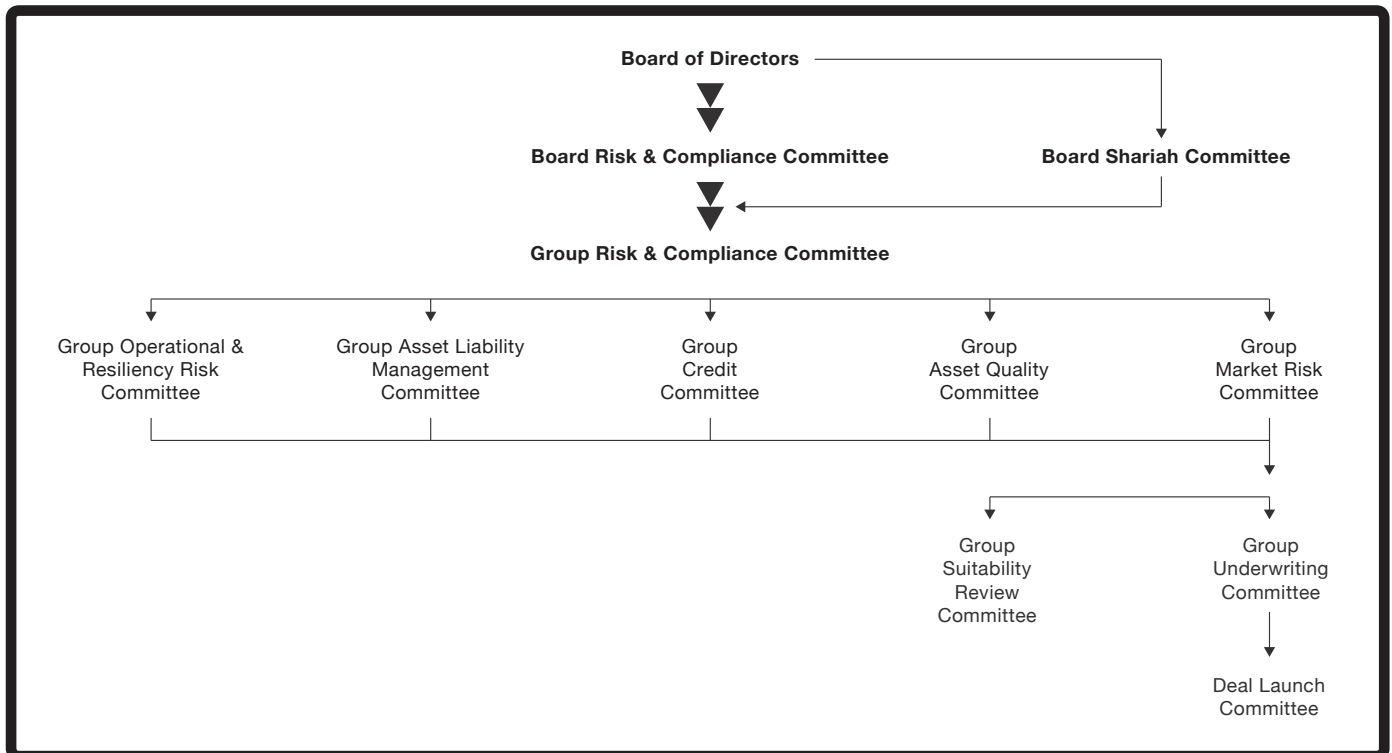 Board of Directors
Board Risk & Compliance Committee
Board Shariah Committee
Group Risk & Compliance Committee
Group Operational &
Resiliency Risk
Committee
Group Asset Liability
Management
Committee
Group
Credit
Committee
Group
Asset Quality
Committee
Group
Market Risk
Committee
Group
Suitability
Review
Committee
Group
Underwriting
Committee
Deal Launch
Committee